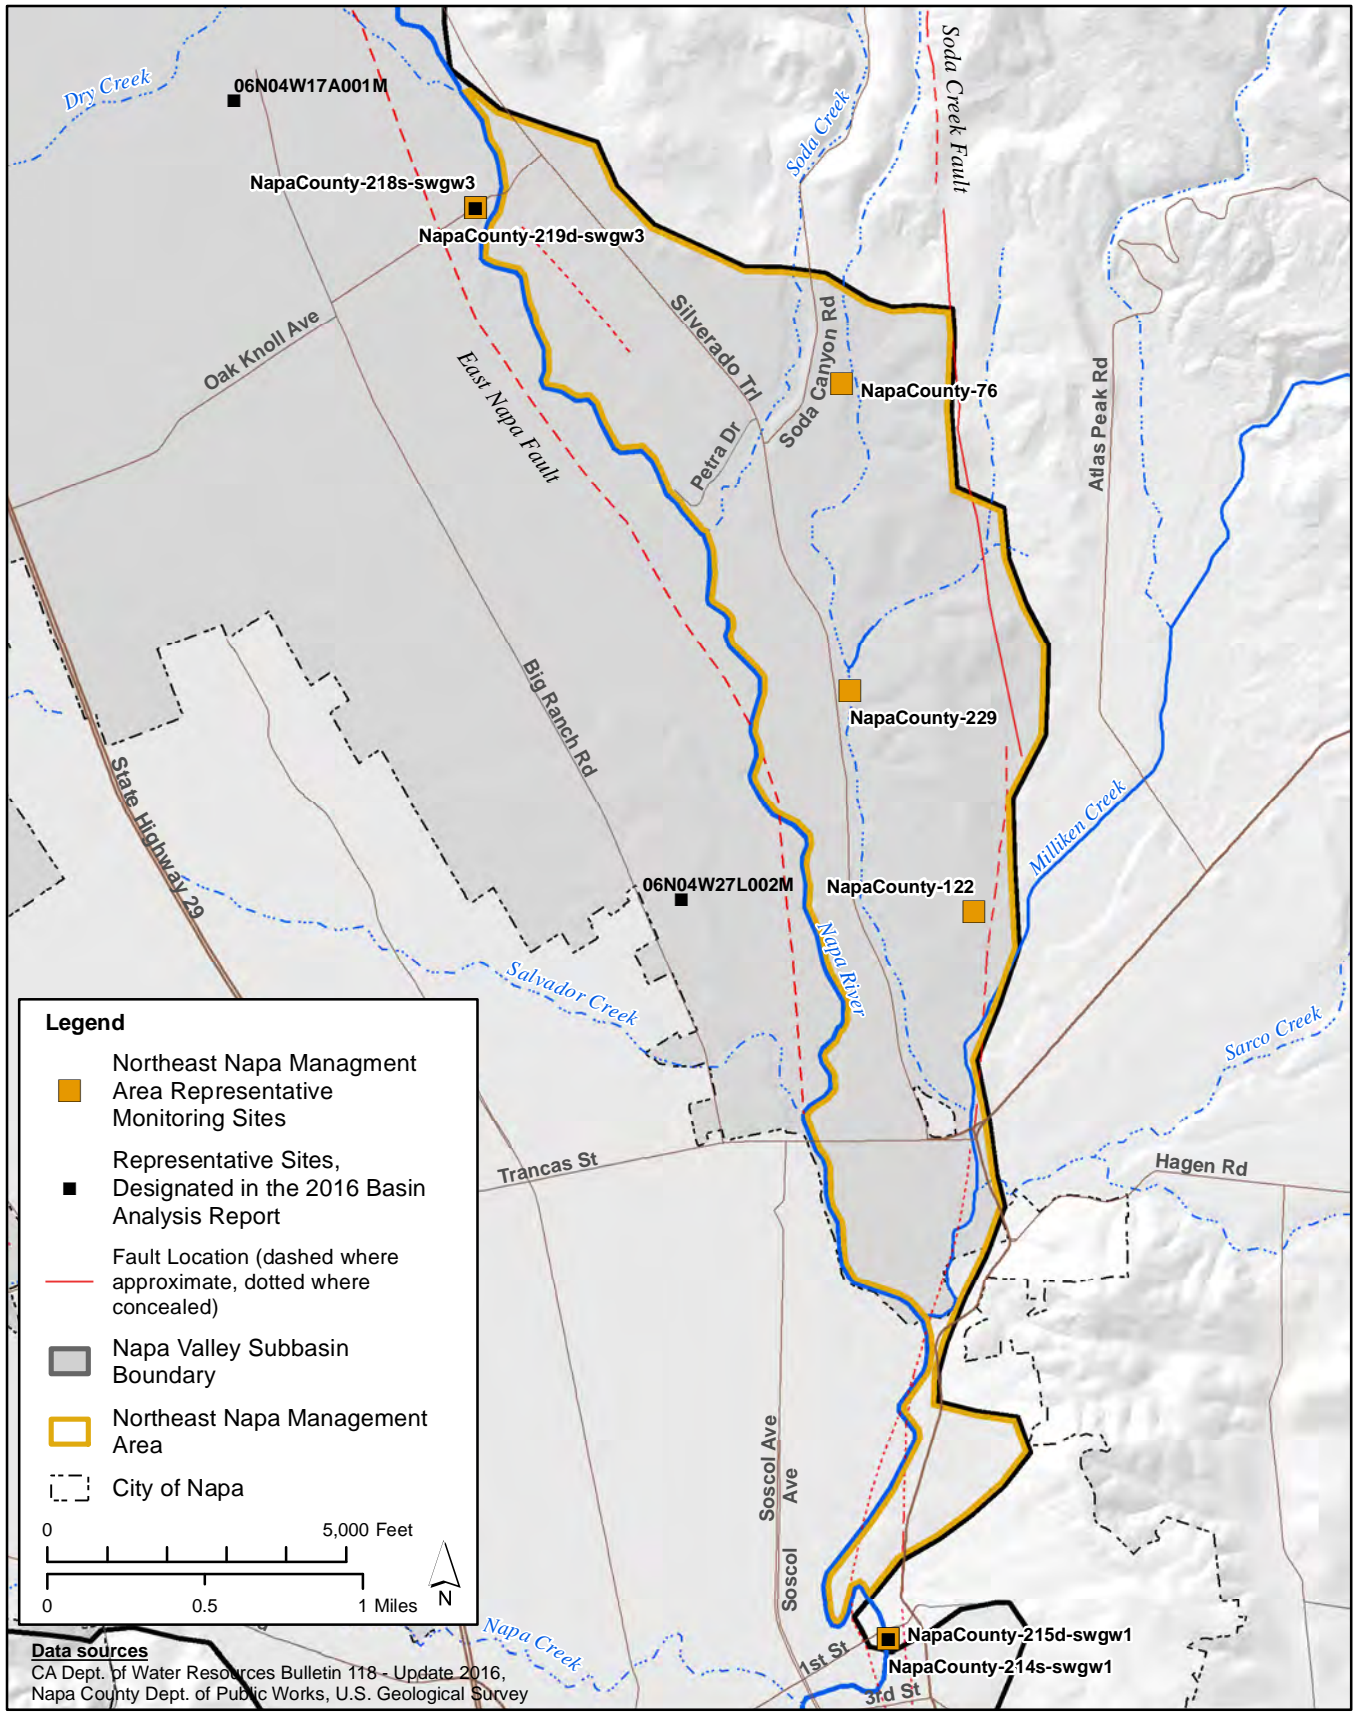 Dry Creek
06N04W17A001M
Soda Creek
Soda Creek Fault
NapaCounty-218s-swgw3
NapaCounty-219d-swgw3
Oak Knoll Ave
East Napa Fault
Silverado Trl
Soda Canyon Rd
Petra Dr
NapaCounty-76
Atlas Peak Rd
Big Ranch Rd
NapaCounty-229
State Highway 29
Milliken Creek
06N04W27L002M
NapaCounty-122
Napa River
Salvador Creek
Sarco Creek
Trancas St
Hagen Rd
Soscol Ave
Soscol Ave
Napa Creek
1st St
3rd St
NapaCounty-215d-swgw1
NapaCounty-214s-swgw1
Legend
Northeast Napa Managment
Area Representative
Monitoring Sites
Representative Sites,
Designated in the 2016 Basin
Analysis Report
Fault Location (dashed where
approximate, dotted where
concealed)
Napa Valley Subbasin
Boundary
Northeast Napa Management
Area
City of Napa
0 5,000 Feet
0 0.5 1 Miles
N
Data sources
CA Dept. of Water Resources Bulletin 118 - Update 2016,
Napa County Dept. of Public Works, U.S. Geological Survey